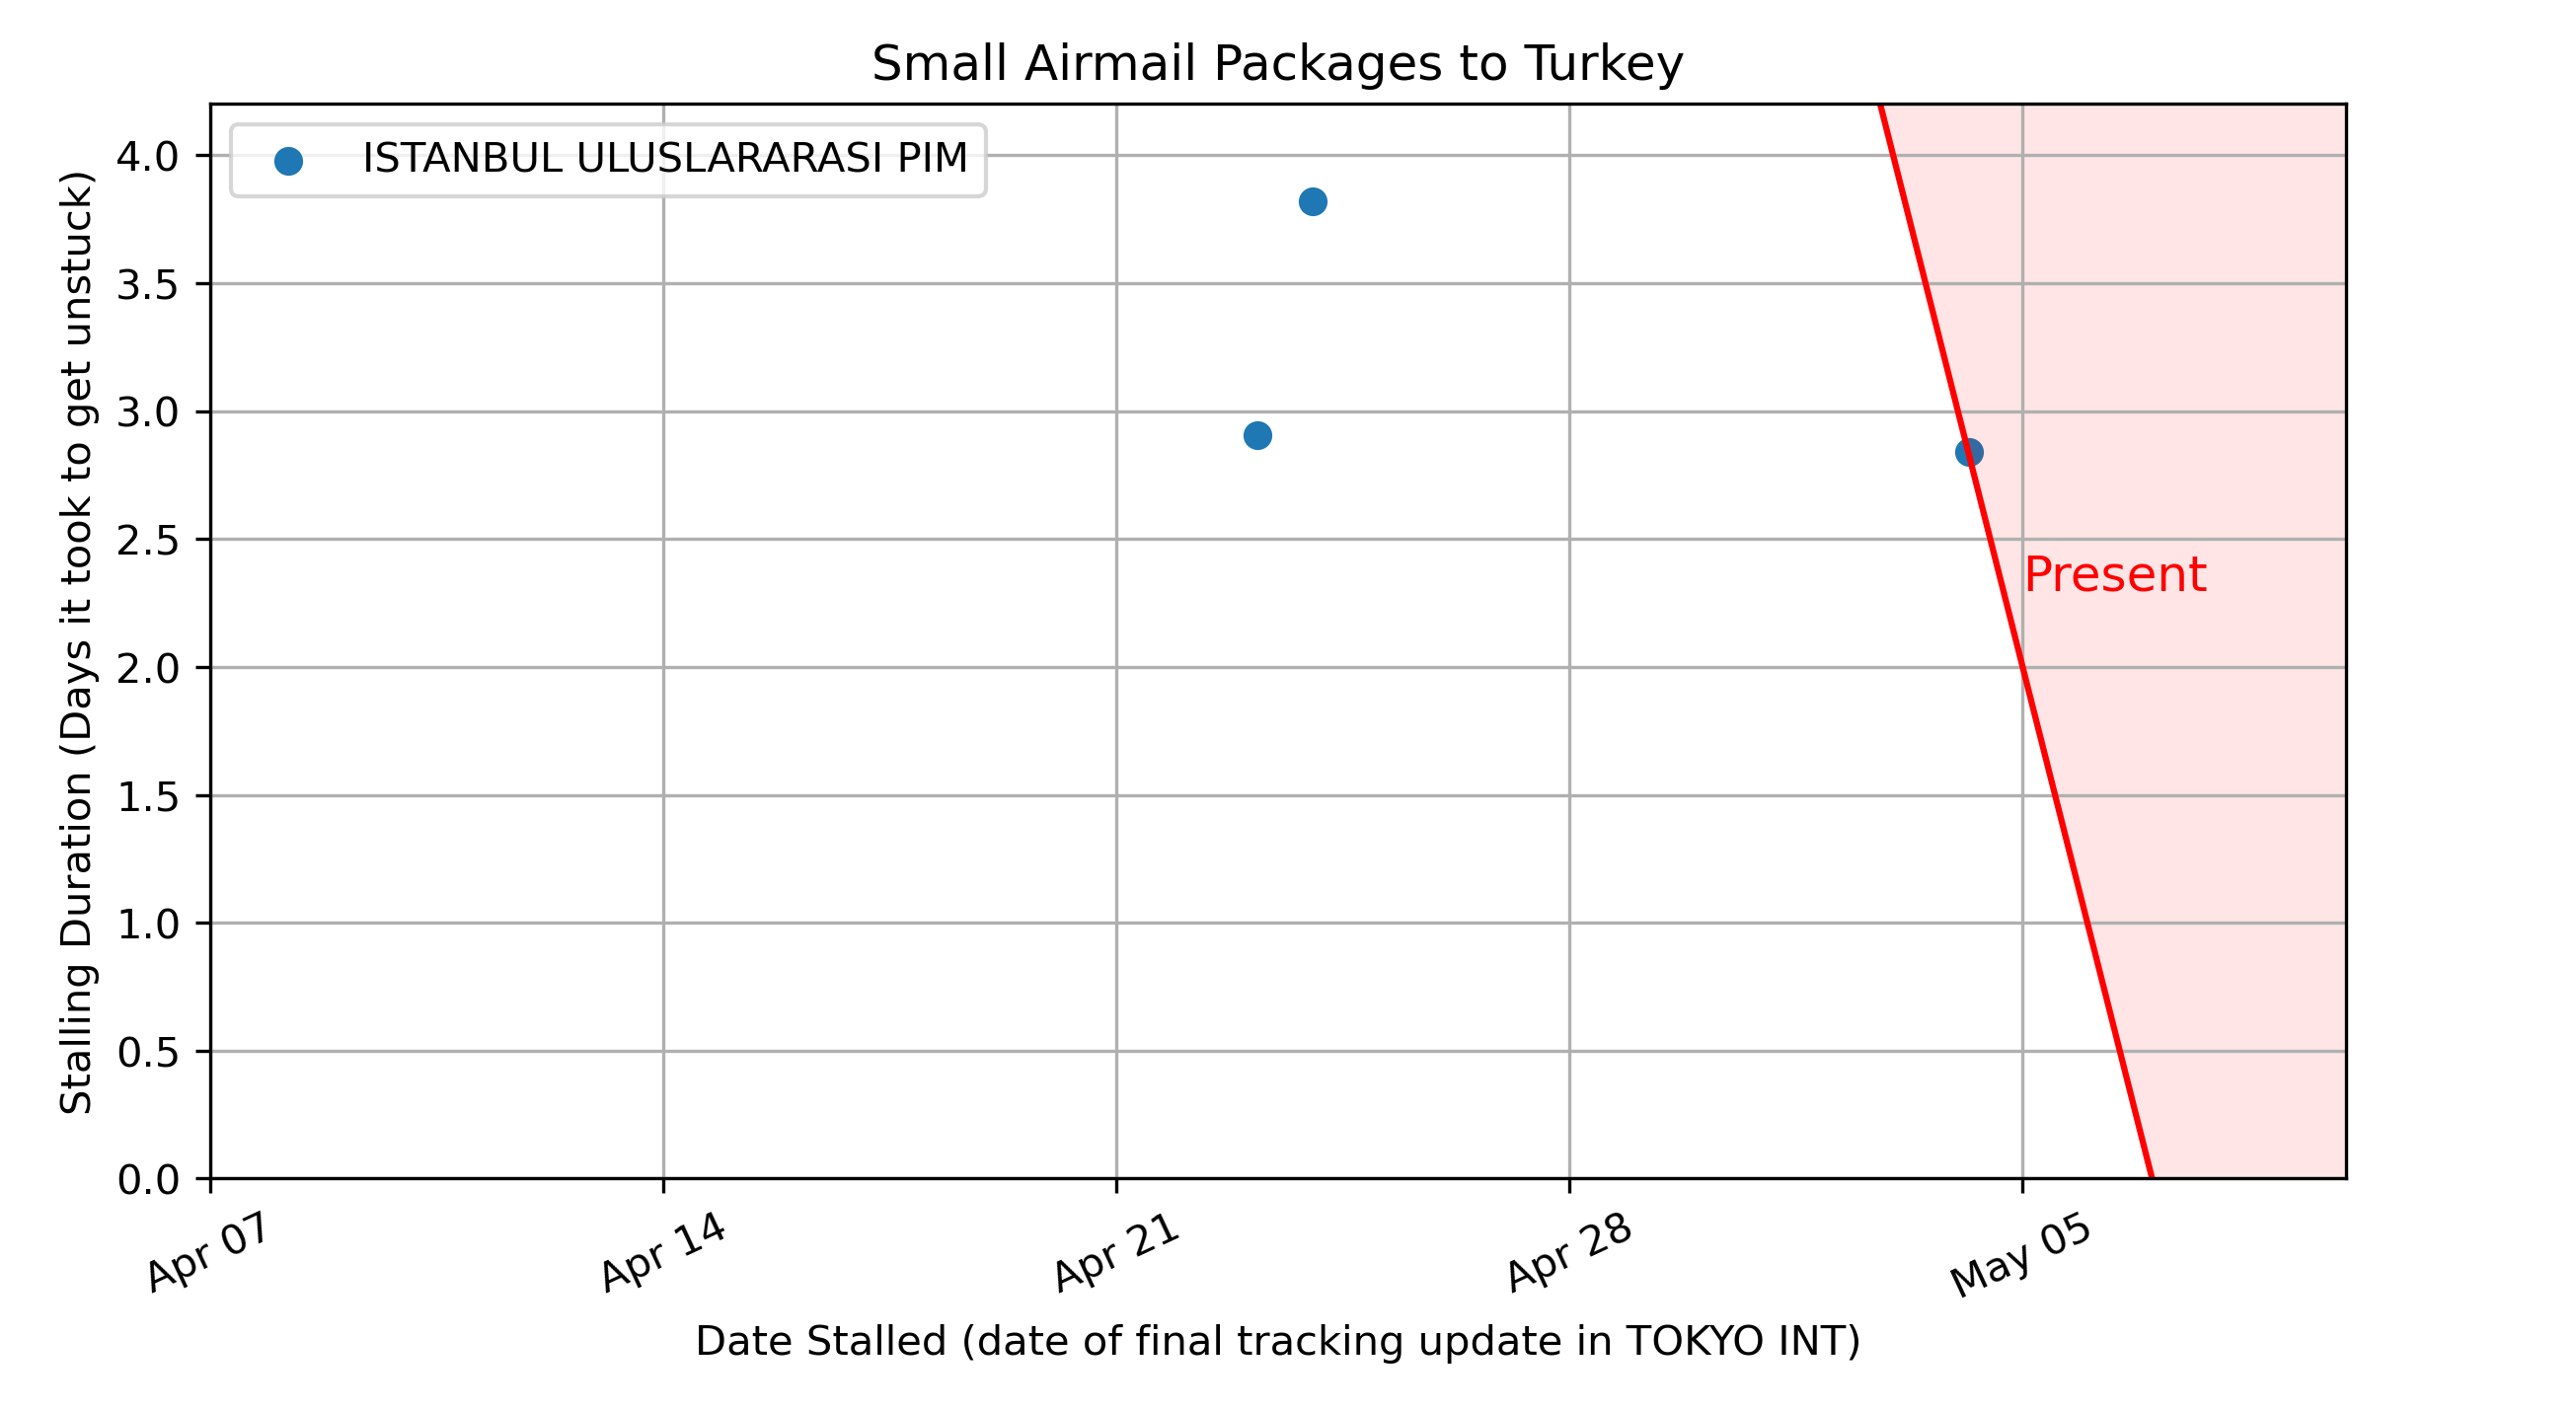 Small Airmail Packages to Turkey
ISTANBUL ULUSLARARASI PIM
Stalling Duration (Days it took to get unstuck)
4.0
3.5
3.0
2.5
2.0
1.5
1.0
0.5
0.0
Present
Apr 07
Apr 14
Apr 21
Apr 28
May 05
Date Stalled (date of final tracking update in TOKYO INT)